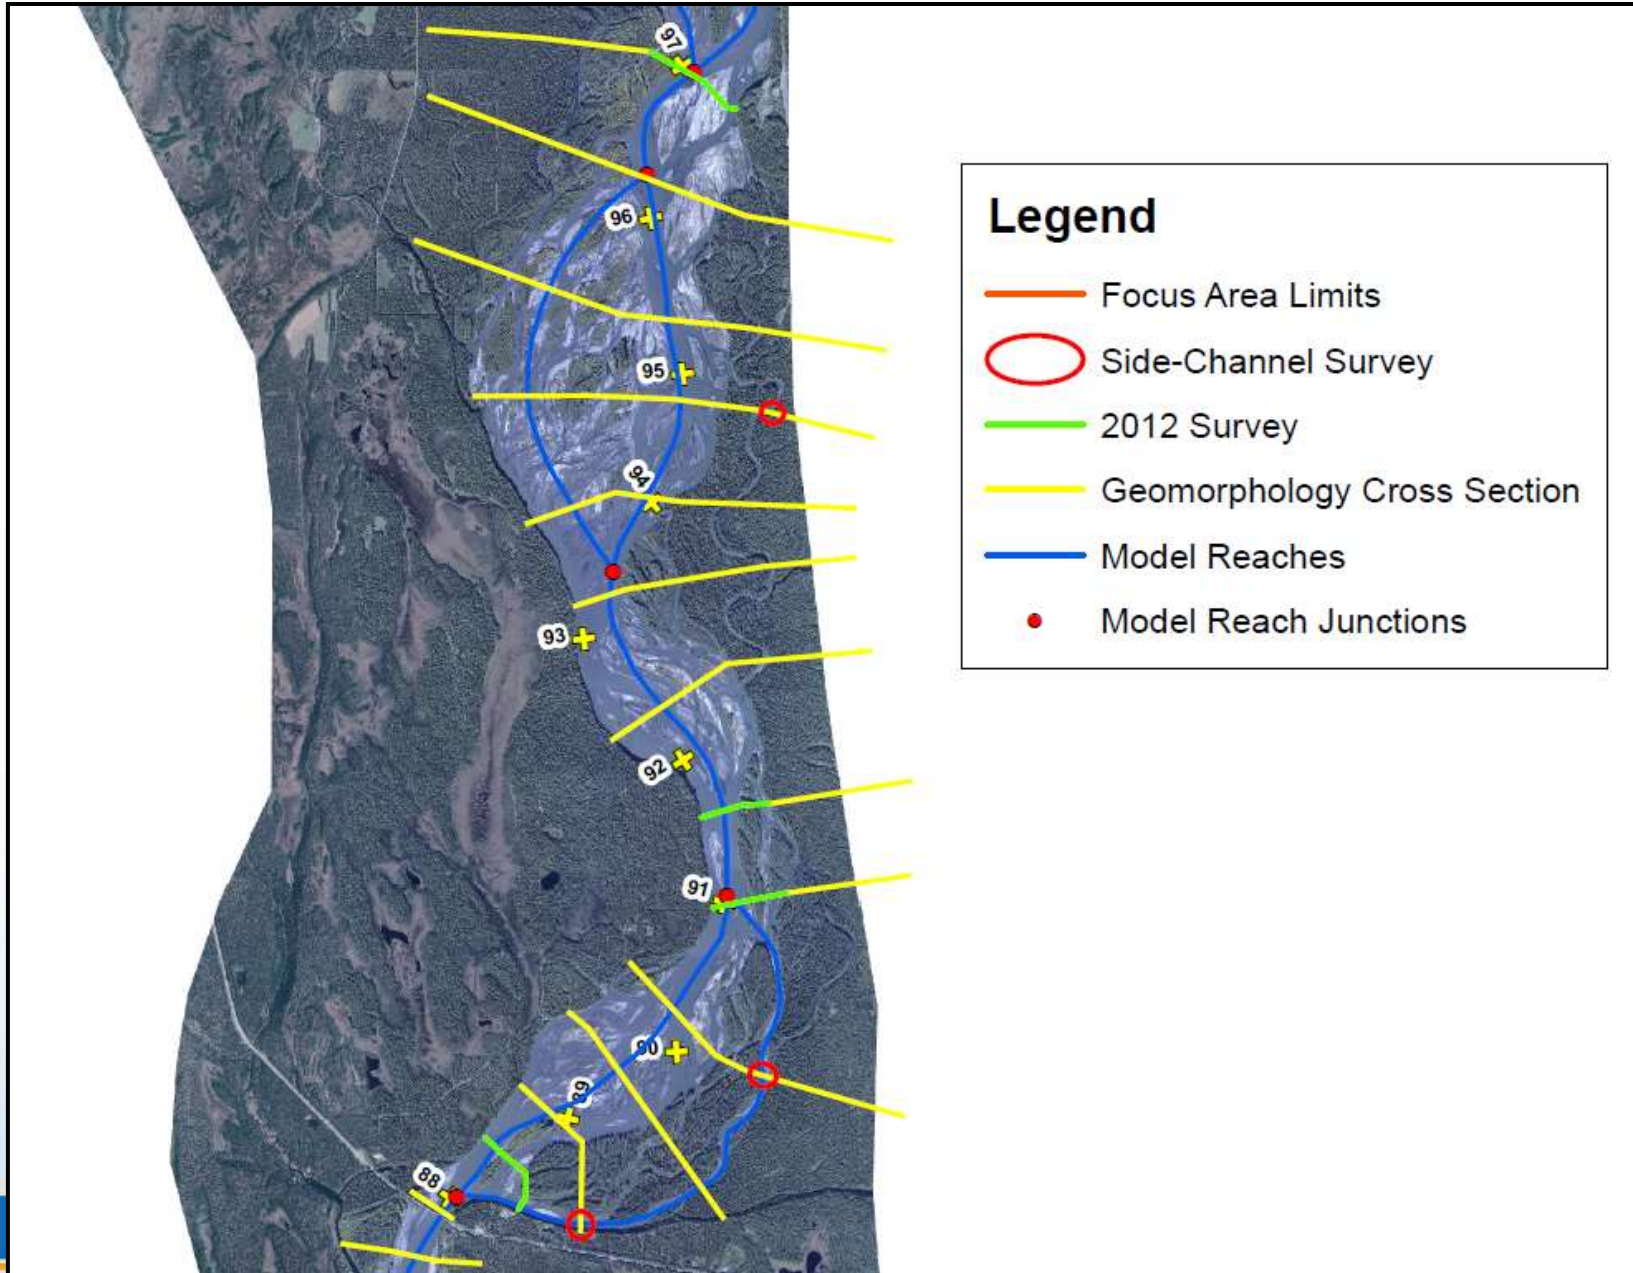 97
96
95
94
93
92
91
90
89
88
Legend
Focus Area Limits
Side-Channel Survey
2012 Survey
Geomorphology Cross Section
Model Reaches
Model Reach Junctions